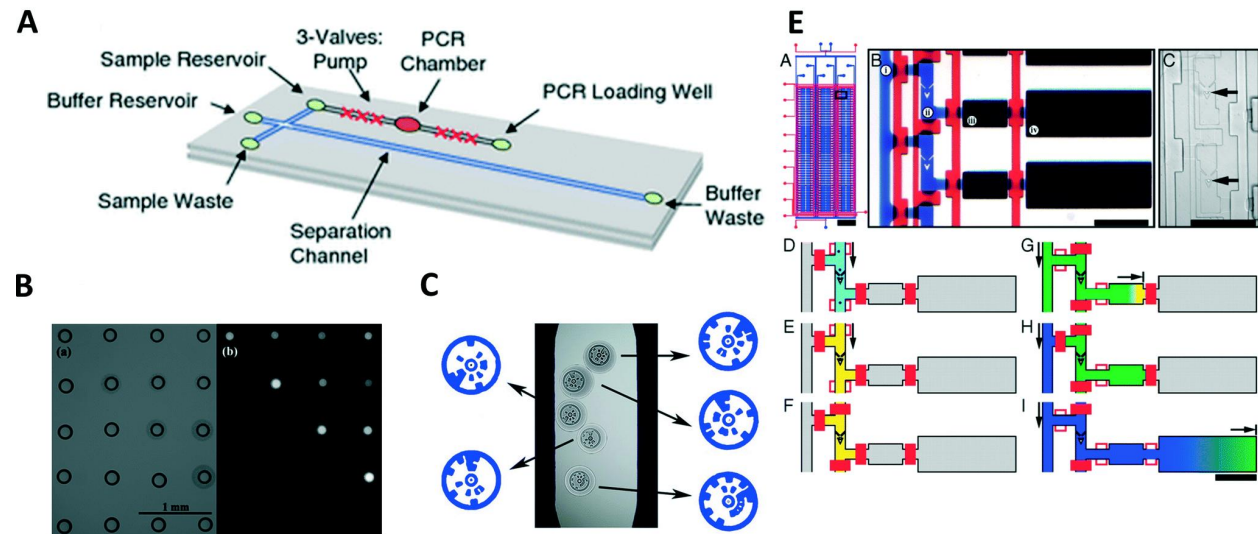 A
3-Valves:
Pump
PCR
Chamber
Sample Reservoir
Buffer Reservoir
PCR Loading Well
Sample Waste
Separation
Channel
Buffer
Waste
B
(a)
(b)
1 mm
C
E
A
B
i
ii
iii
iv
C
D
G
E
H
F
I